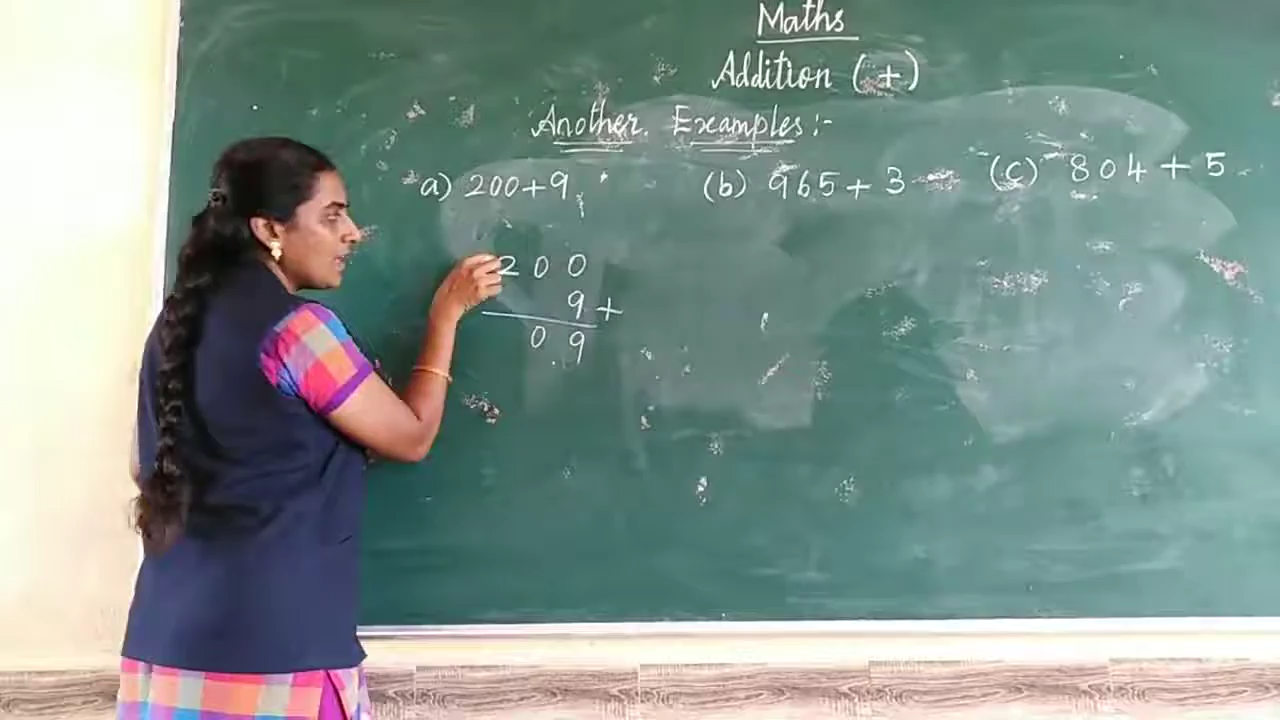 Maths
Addition (+)
Another Examples:-
a) 200+9 (b) 965 + 3 (c) 804 + 5
200
9+
09